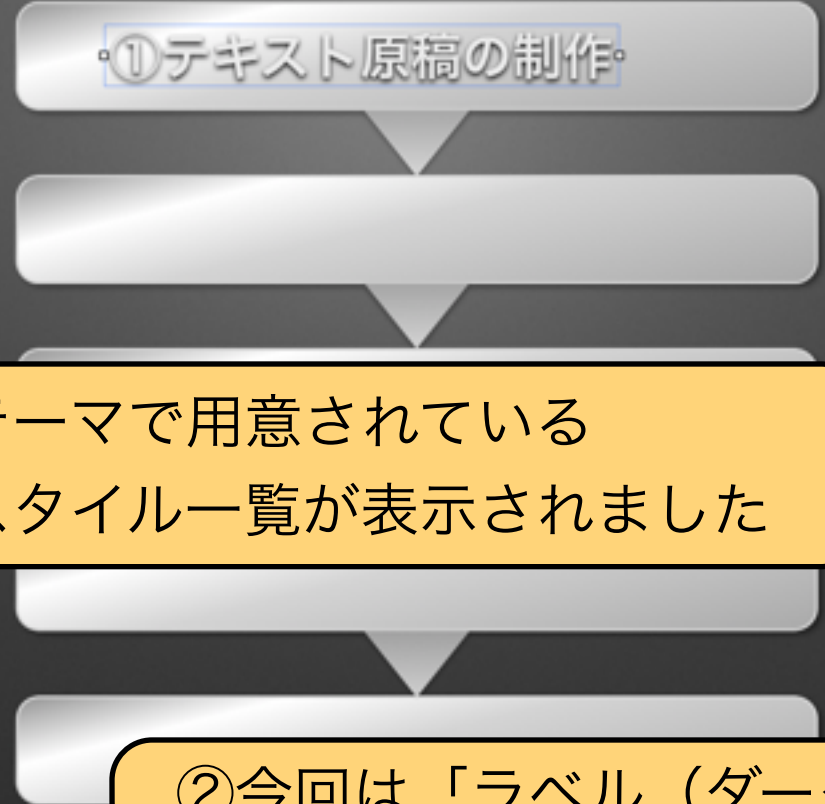 ①テキスト原稿の制作
テーマで用意されている
スタイル一覧が表示されました
②今回は「ラベル（ダー